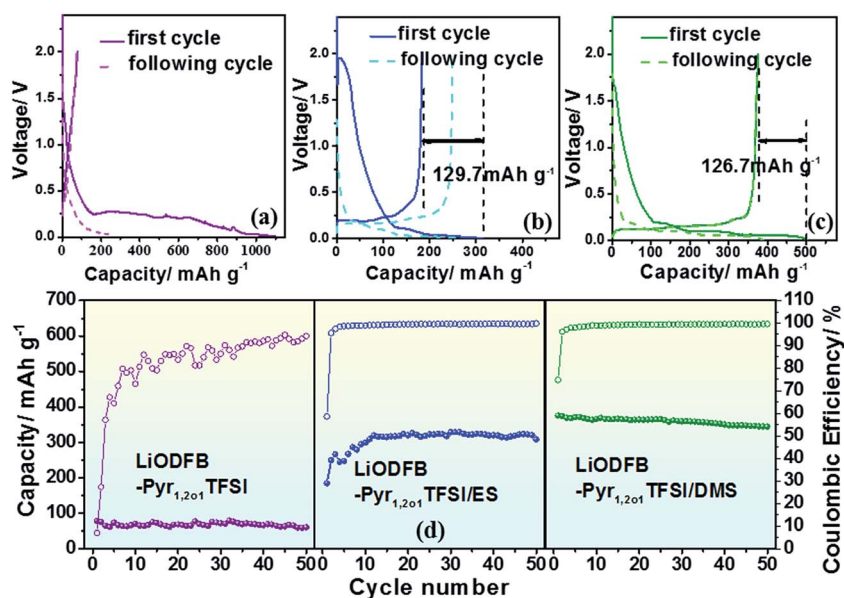 first cycle
following cycle
2.0
1.5
1.0
0.5
0.0
Voltage/ V
(a)
0 200 400 600 800 1000
Capacity/ mAh g-1
first cycle
following cycle
2.0
1.5
1.0
0.5
0.0
Voltage/ V
129.7mAh g-1
(b)
0 100 200 300 400
Capacity/ mAh g-1
first cycle
following cycle
2.0
1.5
1.0
0.5
0.0
Voltage/ V
126.7mAh g-1
(c)
0 100 200 300 400 500
Capacity/ mAh g-1
700
600
500
400
300
200
100
0
Capacity/ mAh g-1
LiODFB
-Pyr1,2o1TFSI
LiODFB
-Pyr1,2o1TFSI/ES
(d)
LiODFB
-Pyr1,2o1TFSI/DMS
110
100
90
80
70
60
50
40
30
20
10
0
Coulombic Efficiency/ %
0 10 20 30 40 50 0 10 20 30 40 50 0 10 20 30 40 50
Cycle number